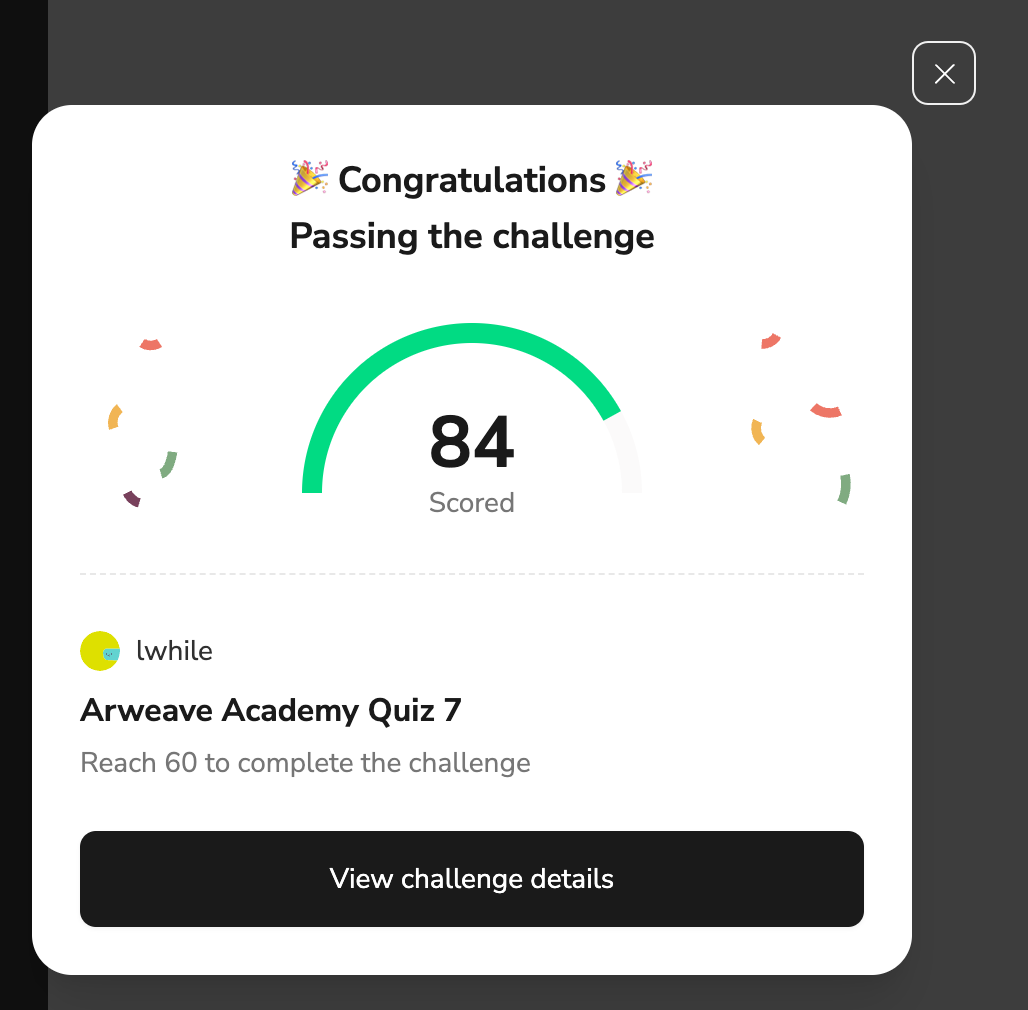 🎉 Congratulations 🎉
Passing the challenge
84
Scored
lwhile
Arweave Academy Quiz 7
Reach 60 to complete the challenge
View challenge details